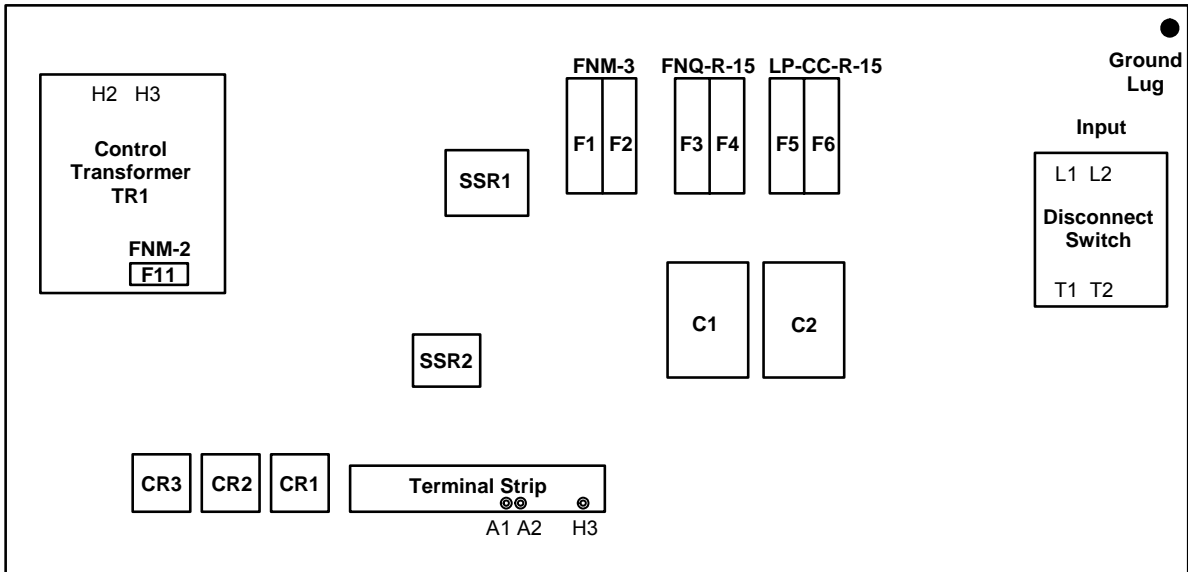 Ground
Lug
FNM-3 FNQ-R-15 LP-CC-R-15
F1 F2 F3 F4 F5 F6
H2 H3
Control
Transformer
TR1
FNM-2
F11
SSR1
Input
L1 L2
Disconnect
Switch
T1 T2
C1 C2
SSR2
CR3 CR2 CR1
Terminal Strip
A1 A2 H3